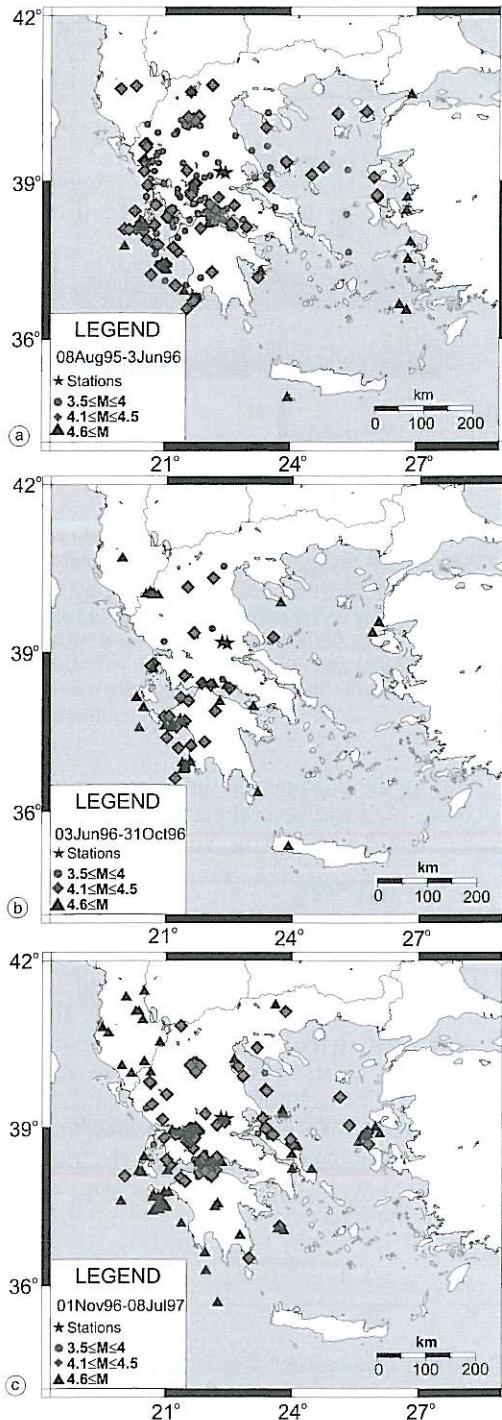 42°
39°
36°
LEGEND
08Aug95-3Jun96
Stations
3.5≤M≤4
4.1≤M≤4.5
4.6≤M
km
0 100 200
a
21° 24° 27°
42°
39°
36°
LEGEND
03Jun96-31Oct96
Stations
3.5≤M≤4
4.1≤M≤4.5
4.6≤M
km
0 100 200
b
21° 24° 27°
42°
39°
36°
LEGEND
01Nov96-08Jul97
Stations
3.5≤M≤4
4.1≤M≤4.5
4.6≤M
km
0 100 200
c
21° 24° 27°